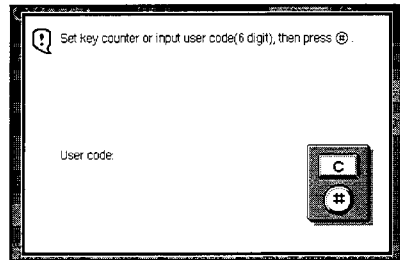 Set key counter or input user code(6 digit), then press ⊕.
User code:
C
#